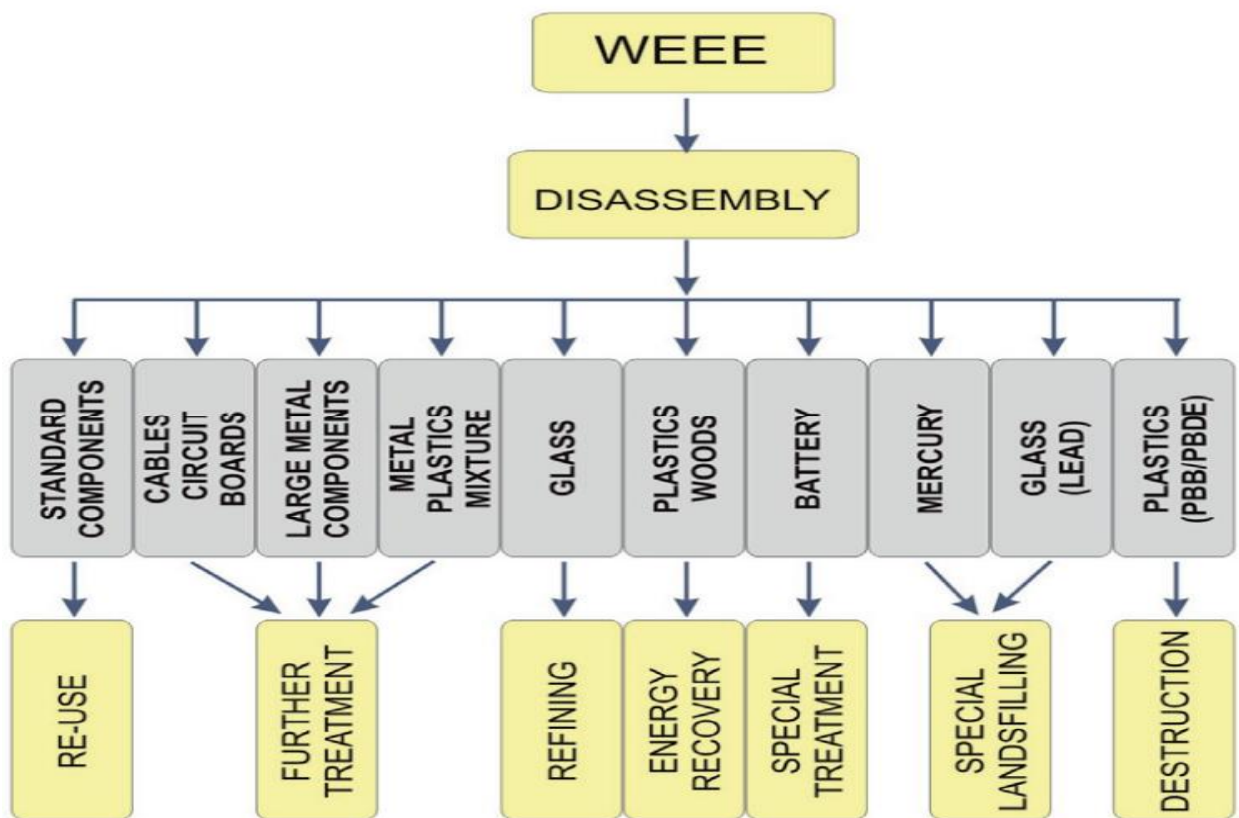 WEEE
DISASSEMBLY
STANDARD
COMPONENTS
CABLES
CIRCUIT
BOARDS
LARGE METAL
COMPONENTS
METAL
PLASTICS
MIXTURE
GLASS
PLASTICS
WOODS
BATTERY
MERCURY
GLASS
(LEAD)
PLASTICS
(PBB/PBDE)
RE-USE
FURTHER
TREATMENT
REFINING
ENERGY
RECOVERY
SPECIAL
TREATMENT
SPECIAL
LANDSFILLING
DESTRUCTION